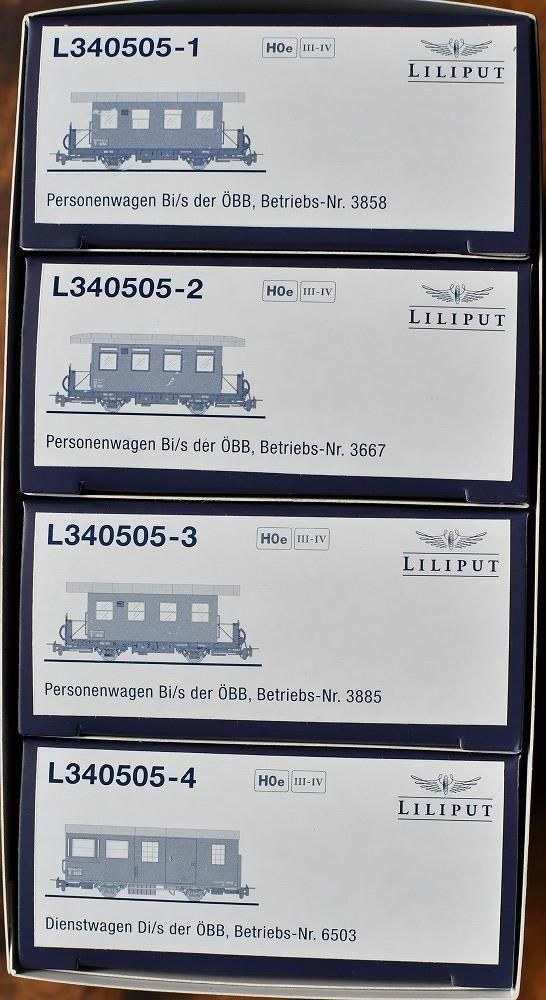 L340505-1
H0e III-IV
LILIPUT
Personenwagen Bi/s der ÖBB, Betriebs-Nr. 3858
L340505-2
H0e III-IV
LILIPUT
Personenwagen Bi/s der ÖBB, Betriebs-Nr. 3667
L340505-3
H0e III-IV
LILIPUT
Personenwagen Bi/s der ÖBB, Betriebs-Nr. 3885
L340505-4
H0e III-IV
LILIPUT
Dienstwagen Di/s der ÖBB, Betriebs-Nr. 6503